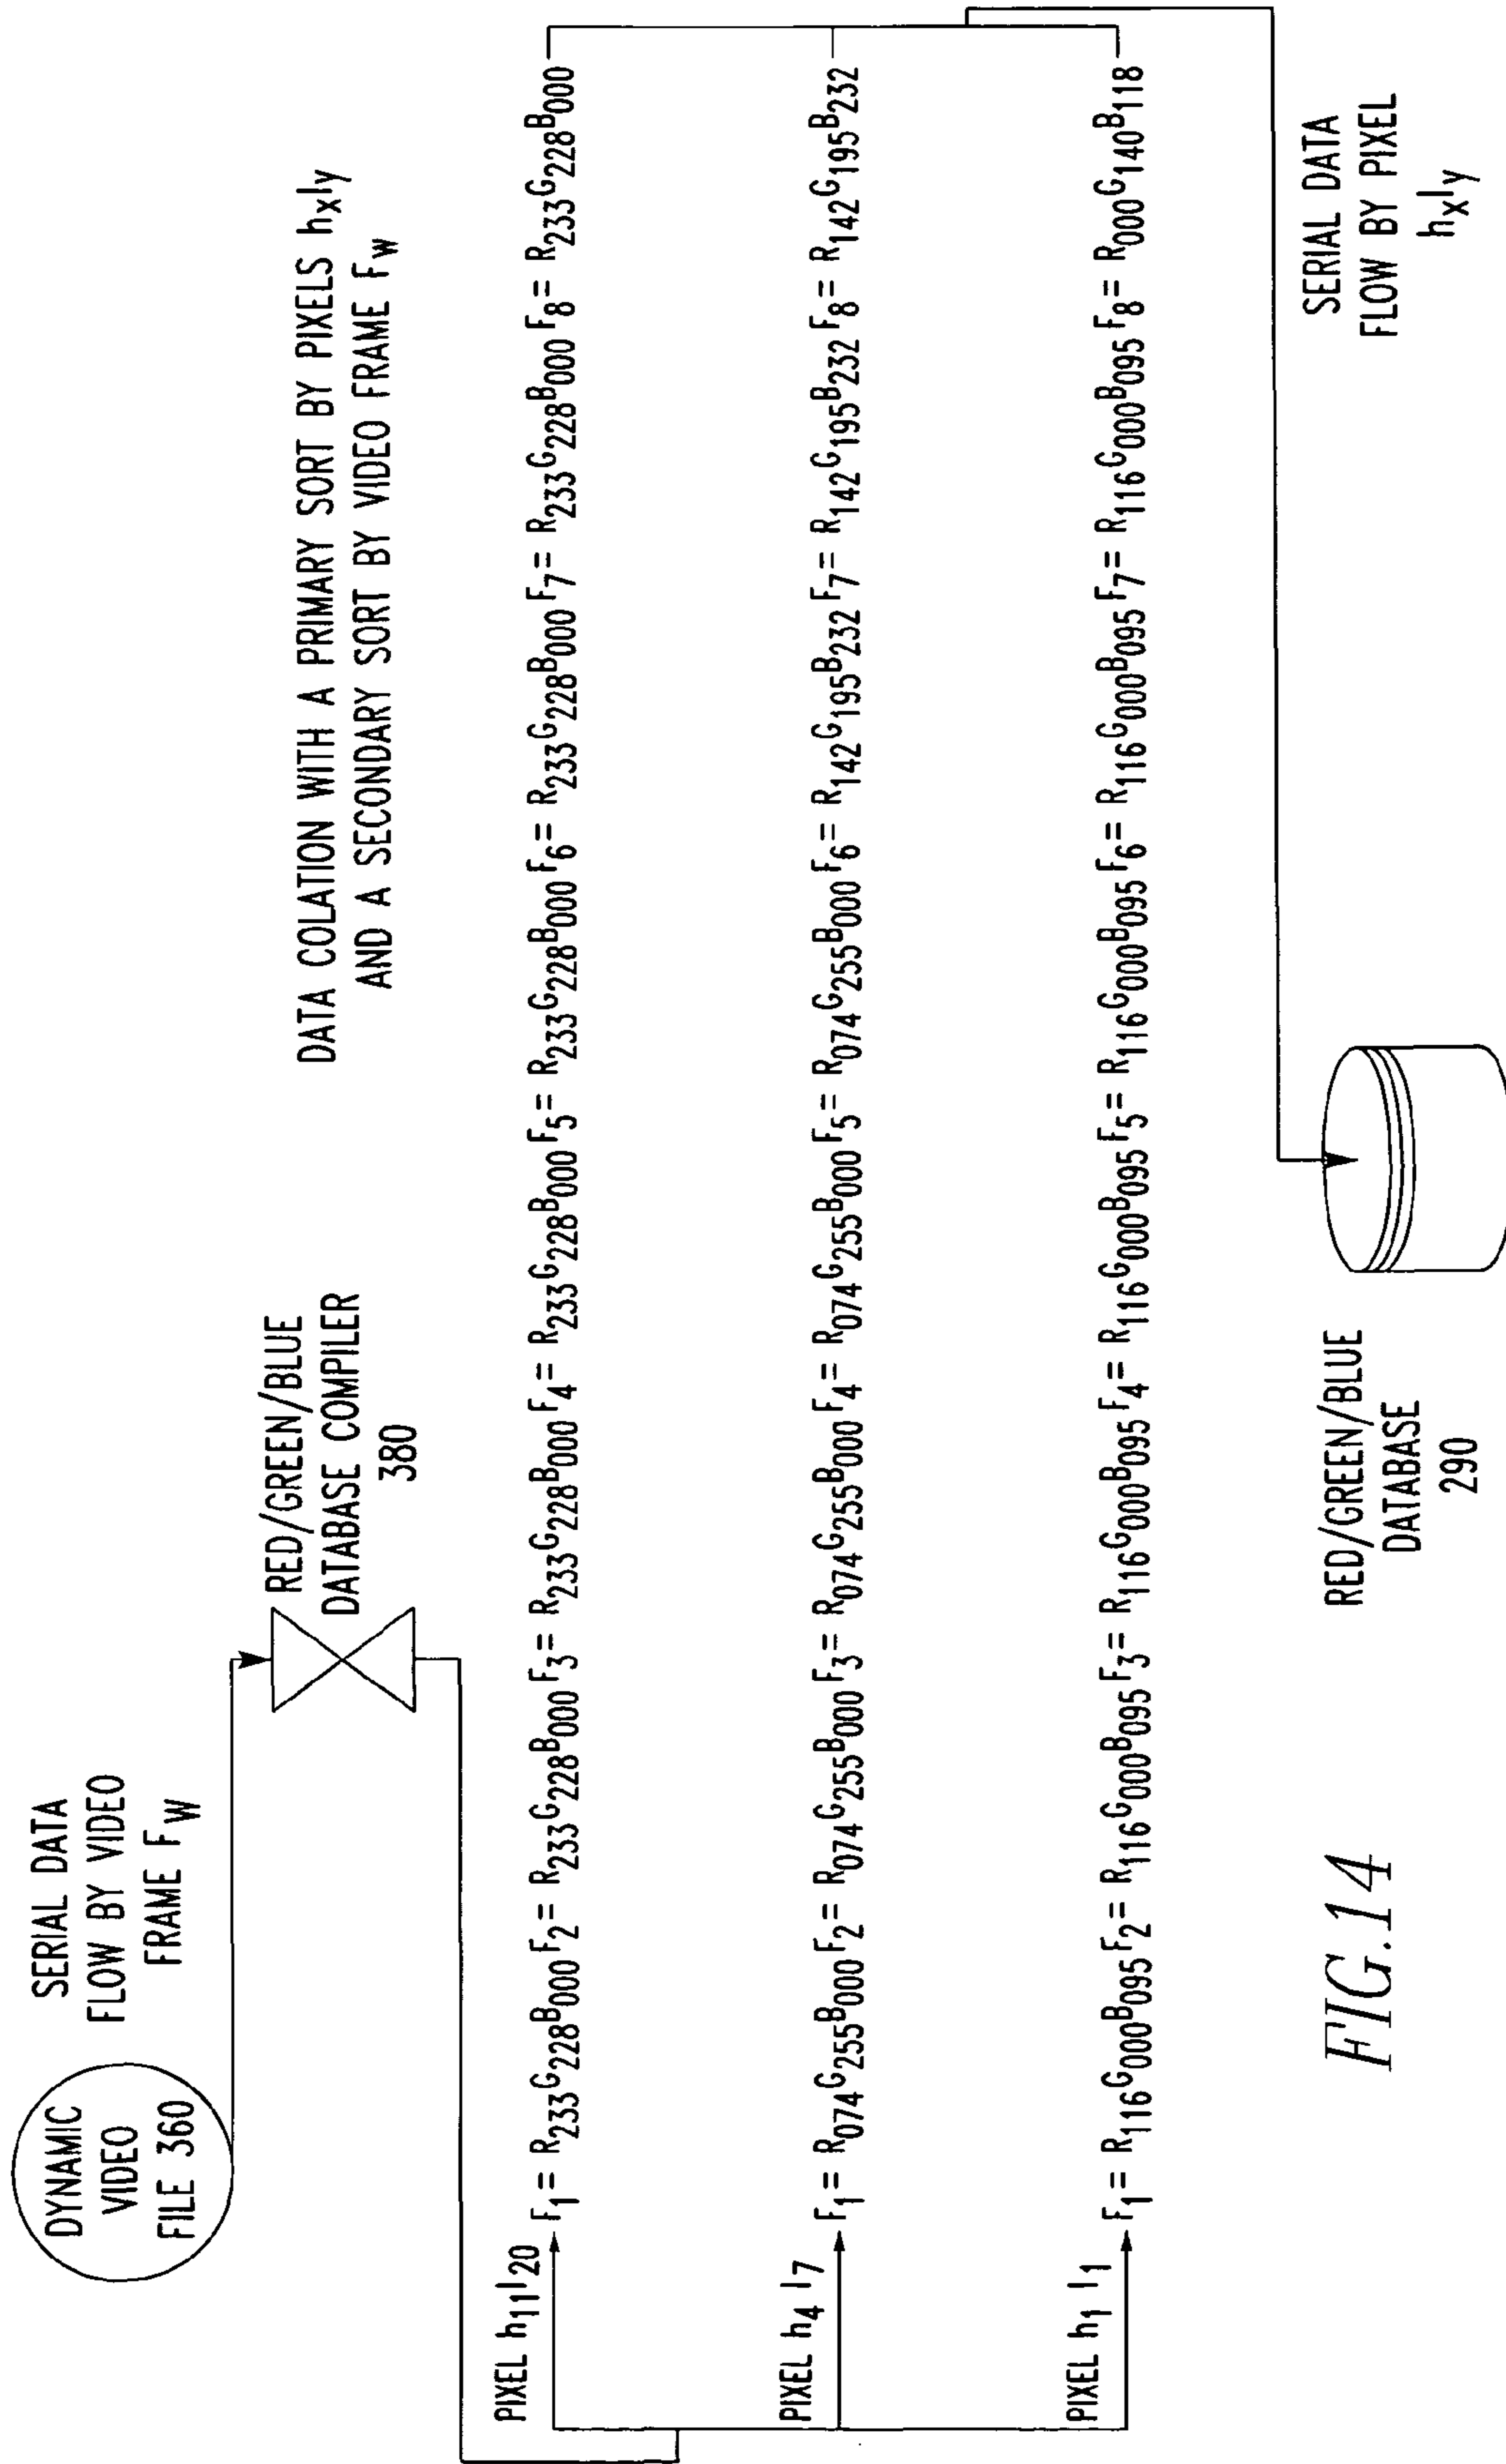 SERIAL DATA
FLOW BY VIDEO
FRAME F_W
DYNAMIC
VIDEO
FILE 360
RED/GREEN/BLUE
DATABASE COMPILER
380
DATA COLATION WITH A PRIMARY SORT BY PIXELS h_xl_y
AND A SECONDARY SORT BY VIDEO FRAME F_W
PIXEL h_11l_20
F_1= R_233G_228B_000 F_2= R_233G_228B_000 F_3= R_233G_228B_000 F_4= R_233G_228B_000 F_5= R_233G_228B_000 F_6= R_233G_228B_000 F_7= R_233G_228B_000 F_8= R_233G_228B_000
PIXEL h_4 l_7
F_1= R_074G_255B_000 F_2= R_074G_255B_000 F_3= R_074G_255B_000 F_4= R_074G_255B_000 F_5= R_074G_255B_000 F_6= R_142G_195B_232 F_7= R_142G_195B_232 F_8= R_142G_195B_232
PIXEL h_1 l_1
F_1= R_116G_000B_095 F_2= R_116G_000B_095 F_3= R_116G_000B_095 F_4= R_116G_000B_095 F_5= R_116G_000B_095 F_6= R_116G_000B_095 F_7= R_116G_000B_095 F_8= R_000G_140B_118
SERIAL DATA
FLOW BY PIXEL
h_xl_y
RED/GREEN/BLUE
DATABASE
290
FIG.14